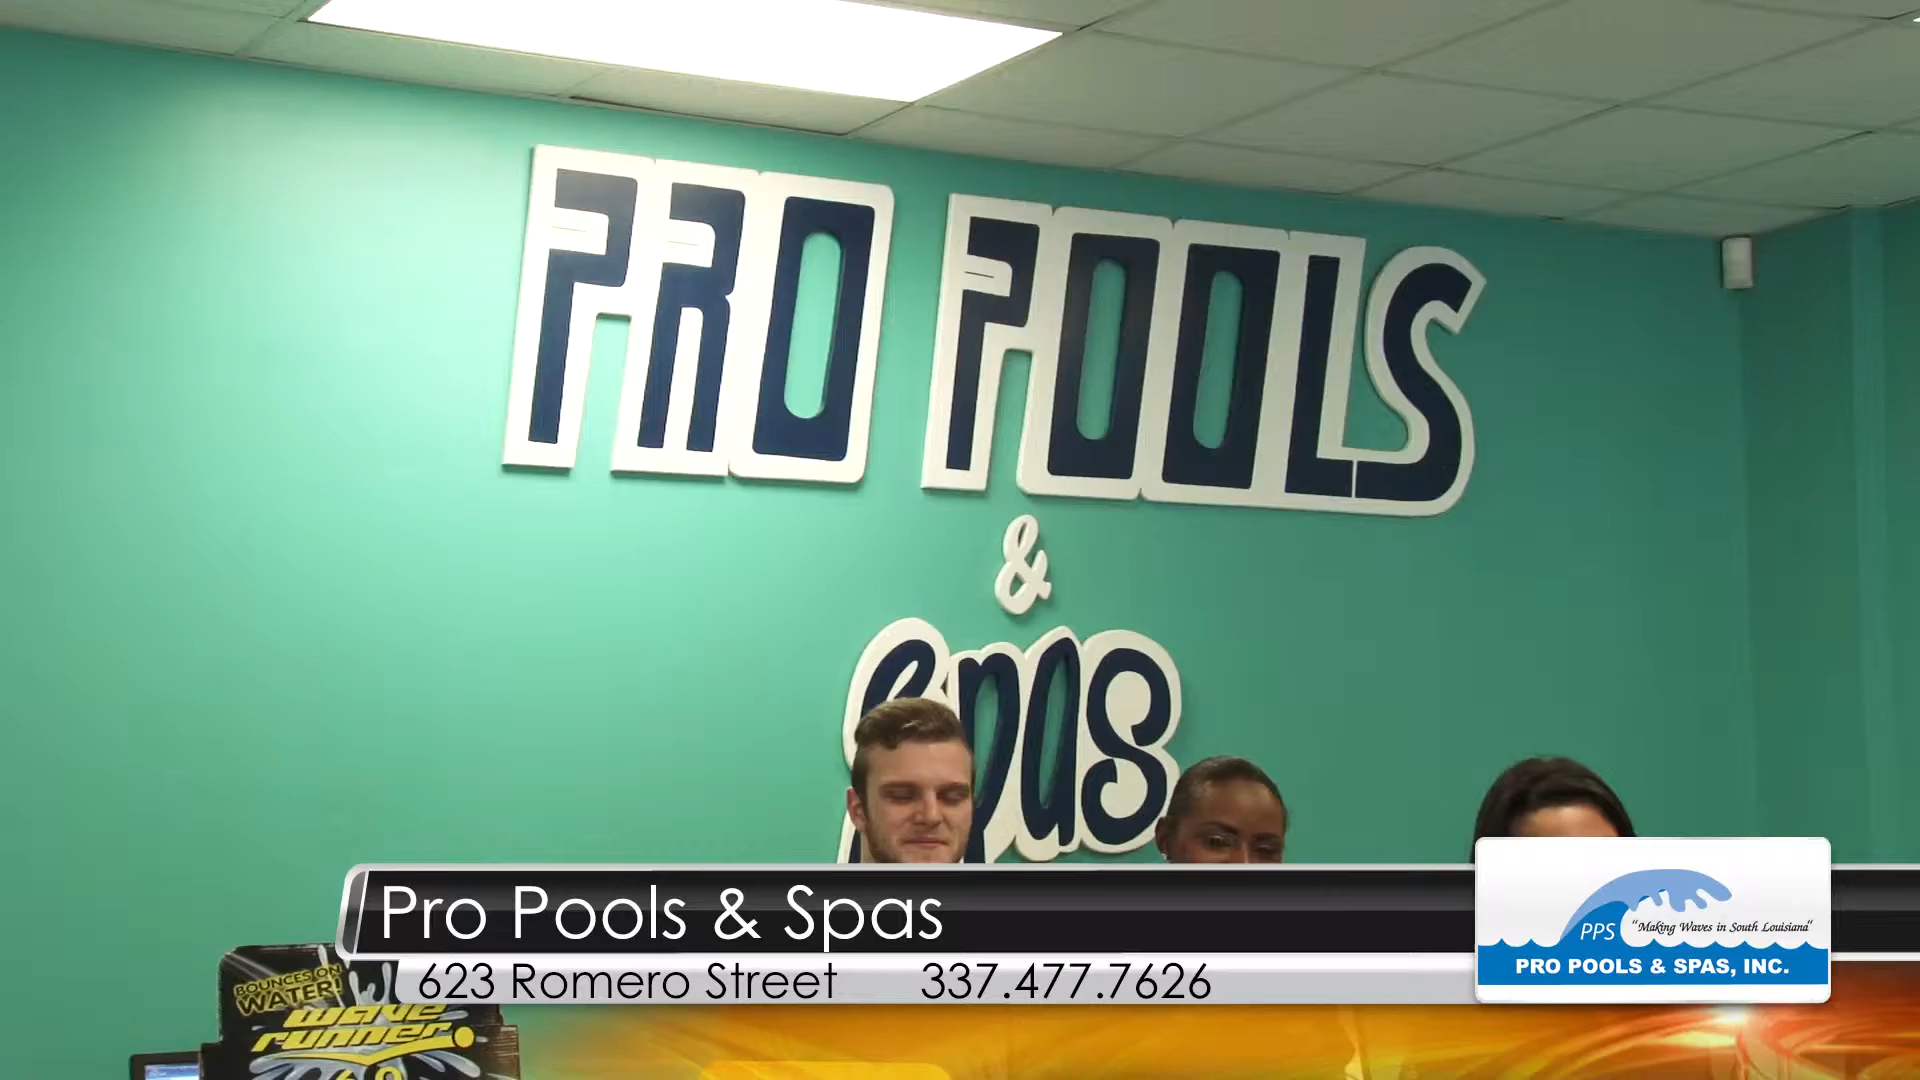 PRO POOLS
&
Spas
Pro Pools & Spas
623 Romero Street 337.477.7626
PPS "Making Waves in South Louisiana"
PRO POOLS & SPAS, INC.
BOUNCES ON
WATER!
wave
runner